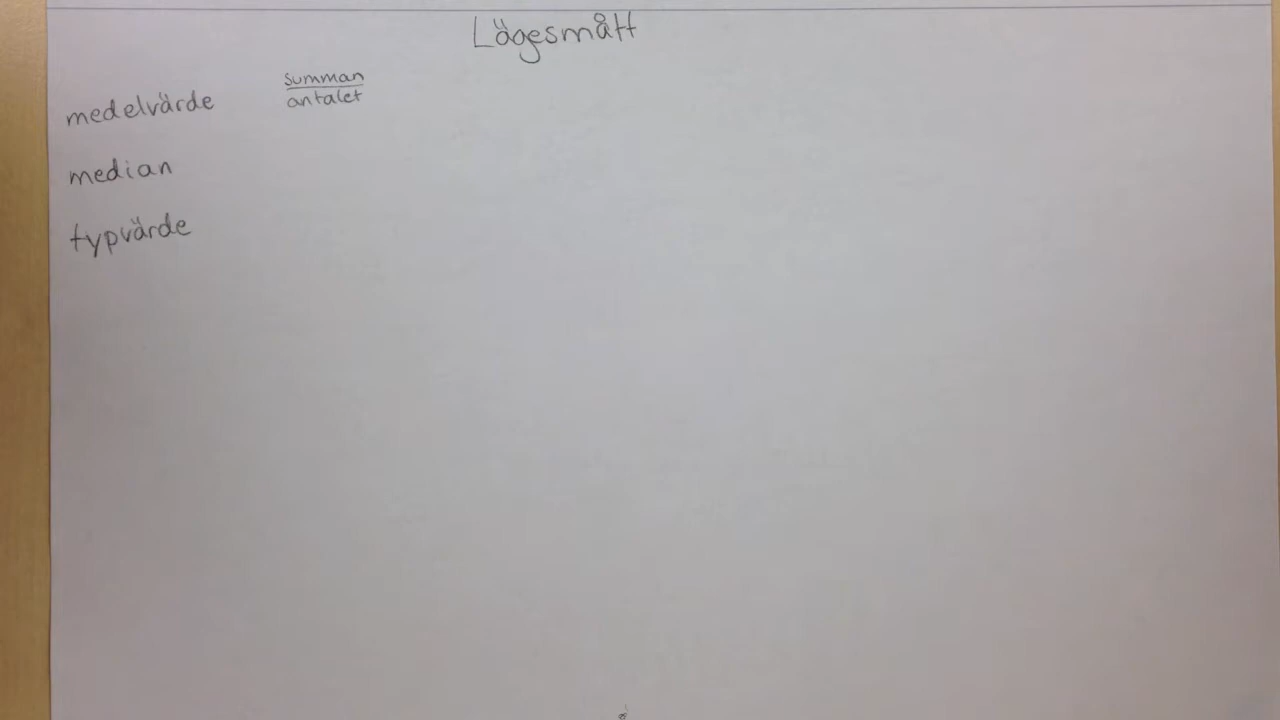 Lägesmått
summan
antalet
medelvärde
median
typvärde